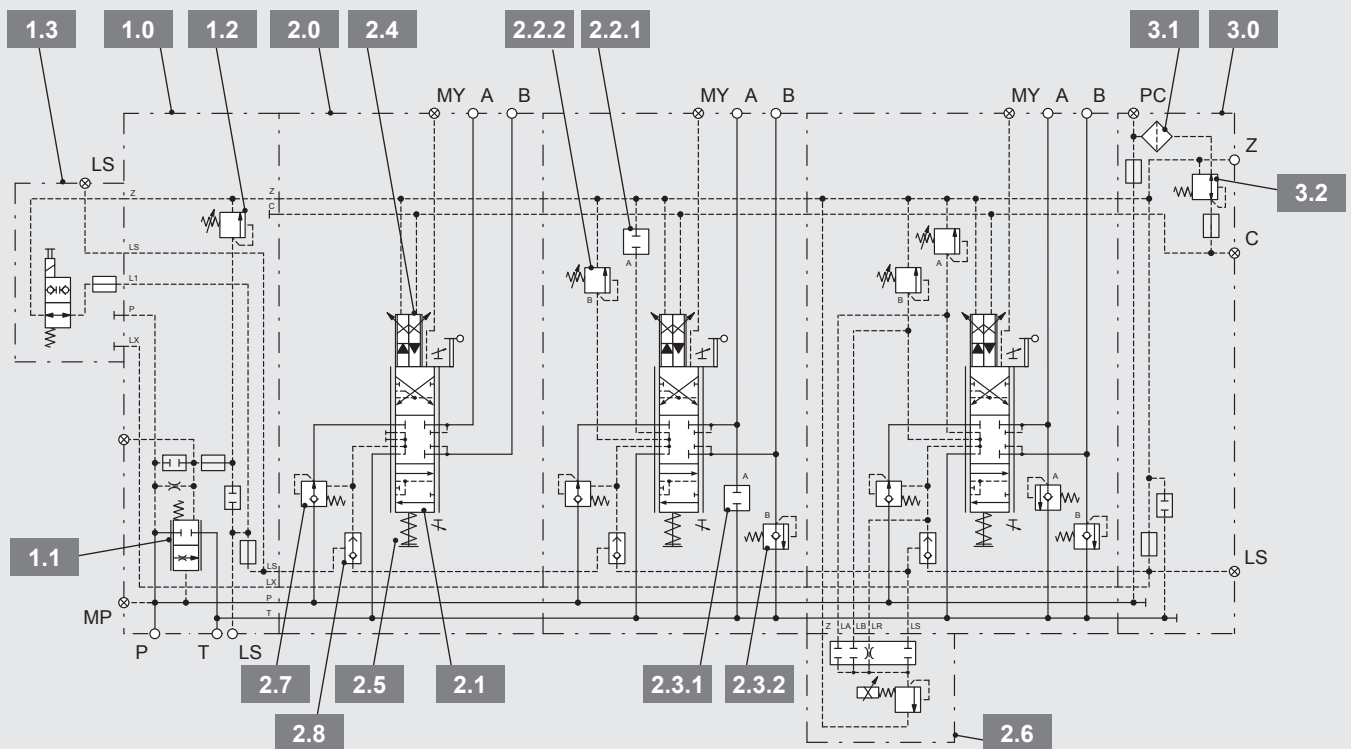 1.3 1.0 1.2 2.0 2.4 2.2.2 2.2.1 3.1 3.0
MY A B MY A B MY A B PC
LS Z
3.2
Z Z
C
LS C
A A
L1
B B
P
LX
A A
B B
1.1
LS LS
LX
MP P
T
P T LS Z LA LB LR LS
2.7 2.5 2.1 2.3.1 2.3.2
2.8 2.6